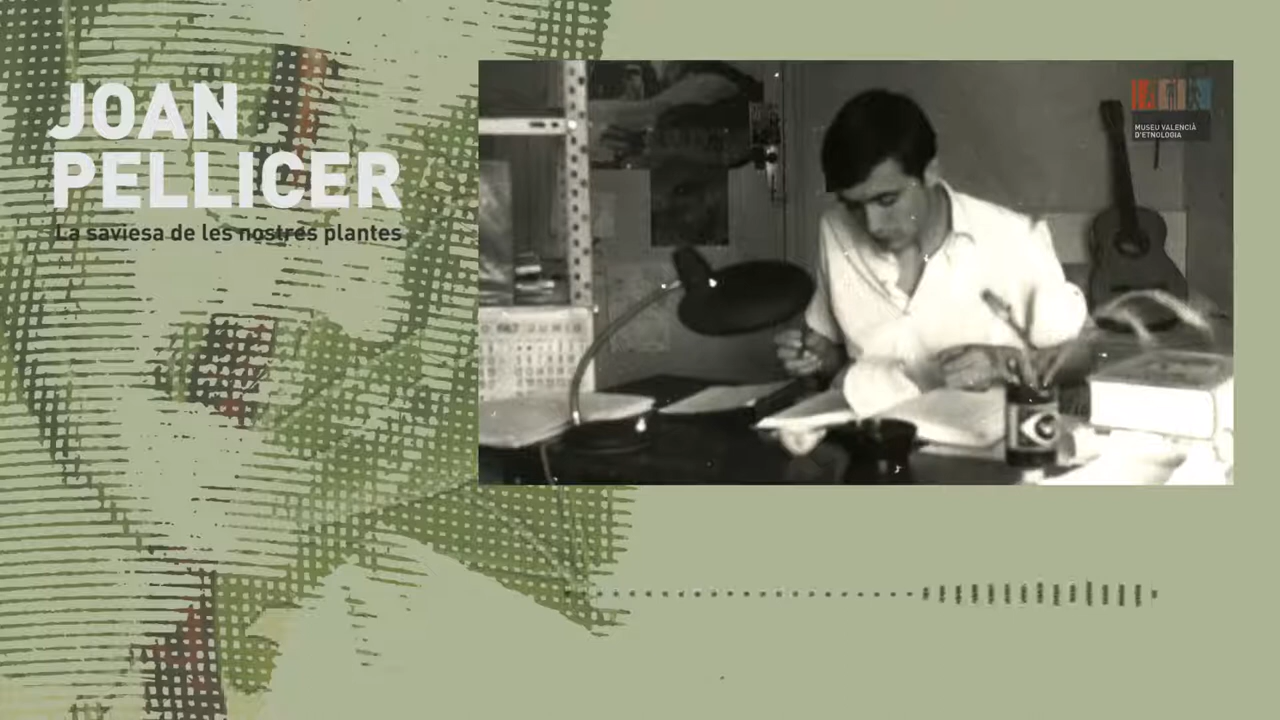 JOAN
PELLICER
La saviesa de les nostres plantes
MUSEU VALENCIÀ
D'ETNOLOGIA